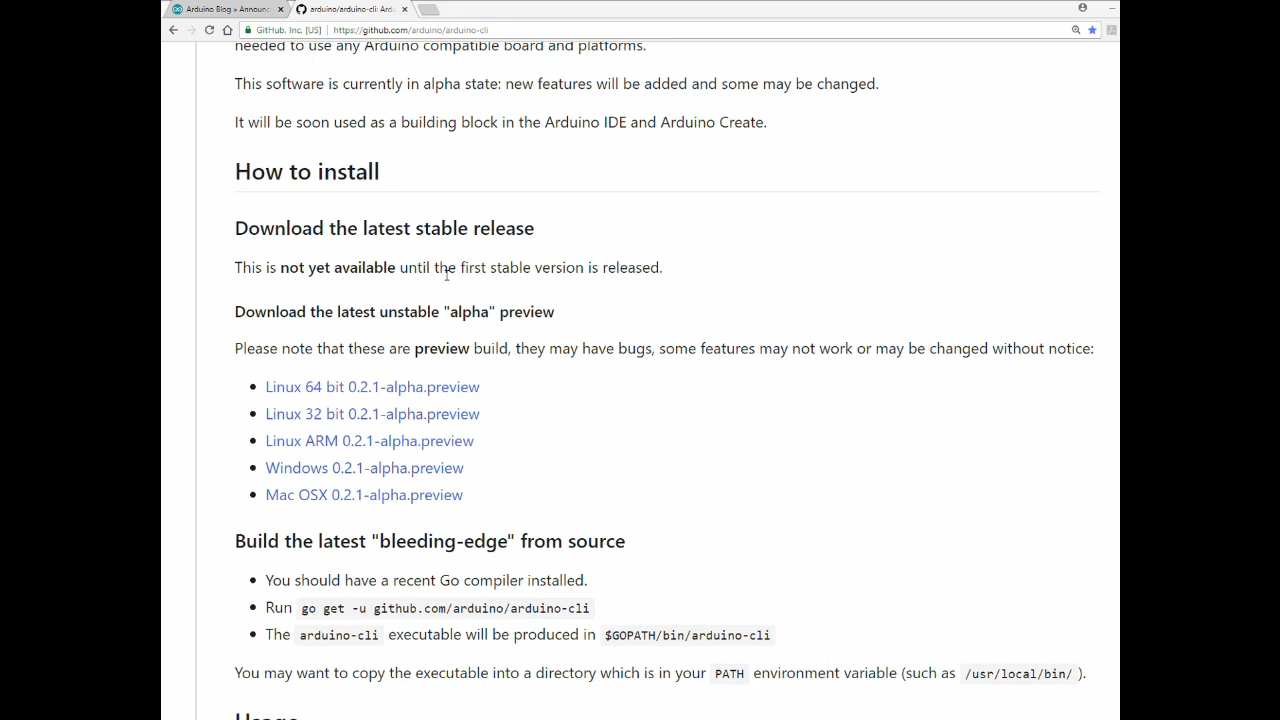 Arduino Blog » Announc
arduino/arduino-cli: Ardu
GitHub, Inc. [US]
https://github.com/arduino/arduino-cli
needed to use any Arduino compatible board and platforms.
This software is currently in alpha state: new features will be added and some may be changed.
It will be soon used as a building block in the Arduino IDE and Arduino Create.
How to install
Download the latest stable release
This is not yet available until the first stable version is released.
Download the latest unstable "alpha" preview
Please note that these are preview build, they may have bugs, some features may not work or may be changed without notice:
Linux 64 bit 0.2.1-alpha.preview
Linux 32 bit 0.2.1-alpha.preview
Linux ARM 0.2.1-alpha.preview
Windows 0.2.1-alpha.preview
Mac OSX 0.2.1-alpha.preview
Build the latest "bleeding-edge" from source
You should have a recent Go compiler installed.
Run go get -u github.com/arduino/arduino-cli
The arduino-cli executable will be produced in $GOPATH/bin/arduino-cli
You may want to copy the executable into a directory which is in your PATH environment variable (such as /usr/local/bin/ ).
Usage